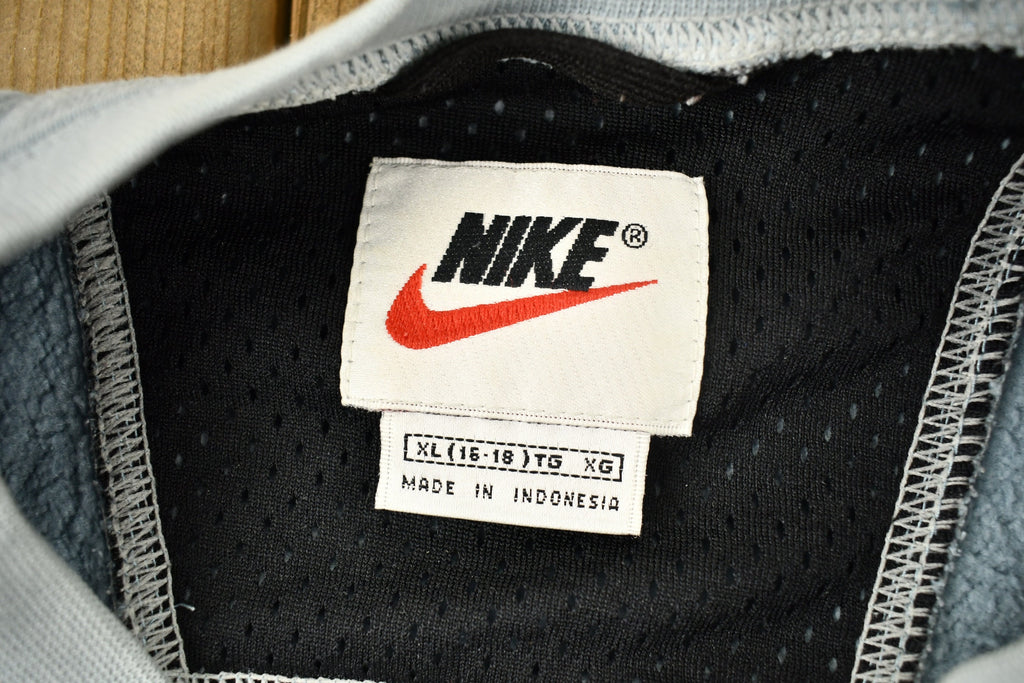 NIKE®
XL (16-18) TG XG
MADE IN INDONESIA